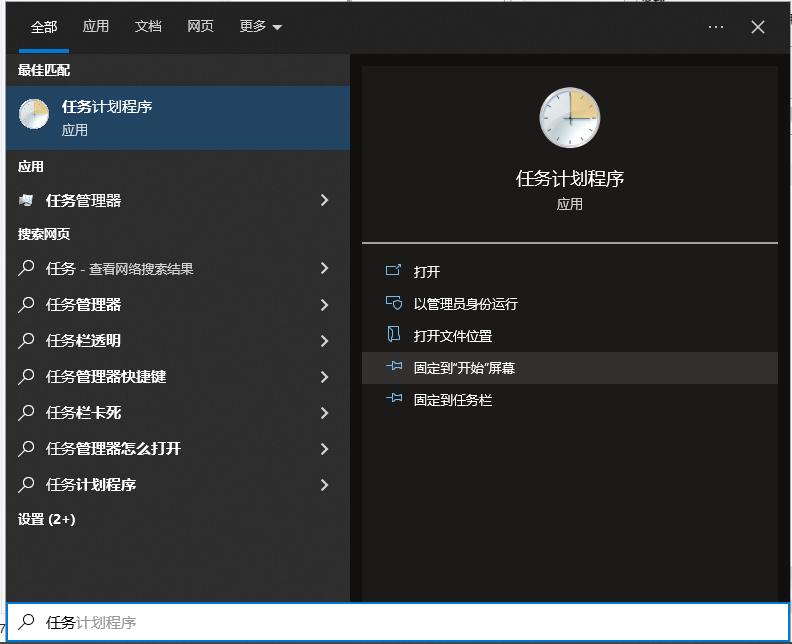 全部 应用 文档 网页 更多
最佳匹配
任务计划程序
应用
应用
任务管理器
搜索网页
任务 - 查看网络搜索结果
任务管理器
任务栏透明
任务管理器快捷键
任务栏卡死
任务管理器怎么打开
任务计划程序
设置 (2+)
任务计划程序
应用
打开
以管理员身份运行
打开文件位置
固定到"开始"屏幕
固定到任务栏
任务计划程序